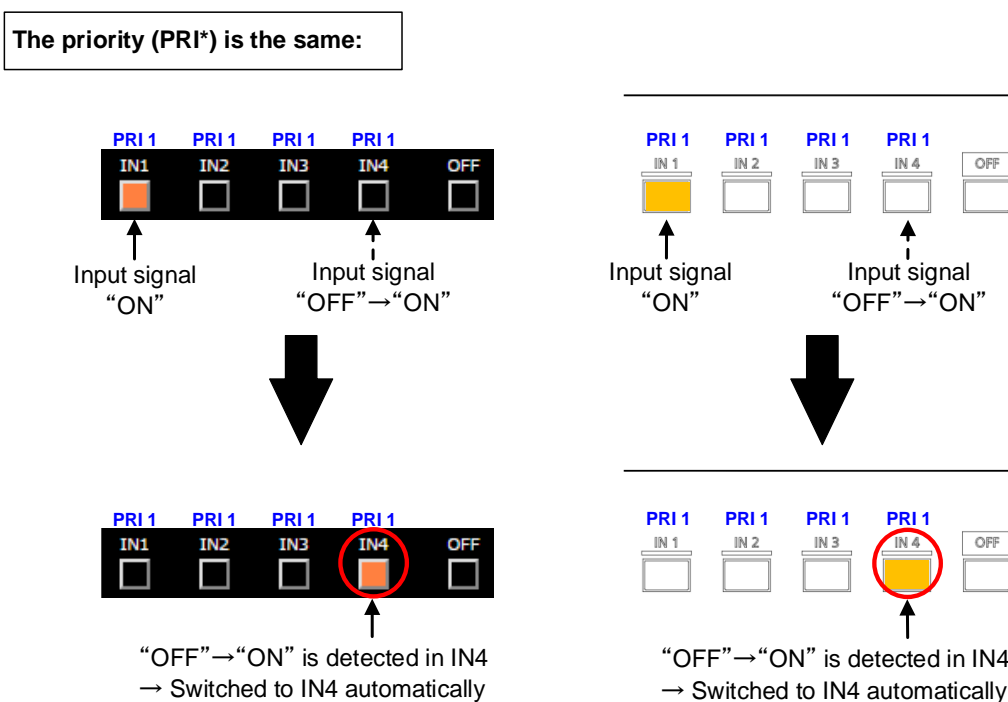 The priority (PRI*) is the same:
PRI 1 PRI 1 PRI 1 PRI 1
IN1 IN2 IN3 IN4 OFF
Input signal
“ON”
Input signal
“OFF”→“ON”
PRI 1 PRI 1 PRI 1 PRI 1
IN 1 IN 2 IN 3 IN 4 OFF
Input signal
“ON”
Input signal
“OFF”→“ON”
PRI 1 PRI 1 PRI 1 PRI 1
IN1 IN2 IN3 IN4 OFF
“OFF”→“ON” is detected in IN4
→ Switched to IN4 automatically
PRI 1 PRI 1 PRI 1 PRI 1
IN 1 IN 2 IN 3 IN 4 OFF
“OFF”→“ON” is detected in IN4
→ Switched to IN4 automatically